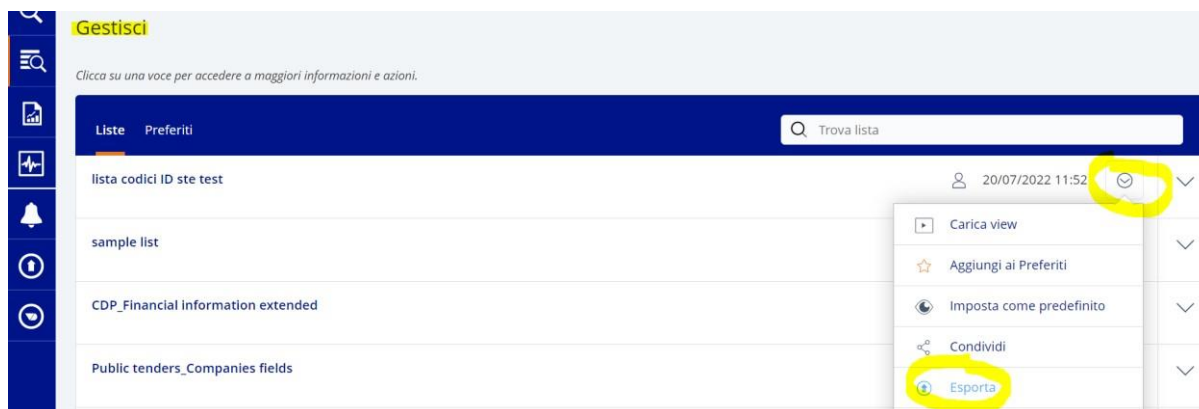 Gestisci
Clicca su una voce per accedere a maggiori informazioni e azioni.
Liste Preferiti Trova lista
lista codici ID ste test 20/07/2022 11:52
Carica view
sample list
Aggiungi ai Preferiti
CDP_Financial information extended
Imposta come predefinito
Condividi
Public tenders_Companies fields
Esporta